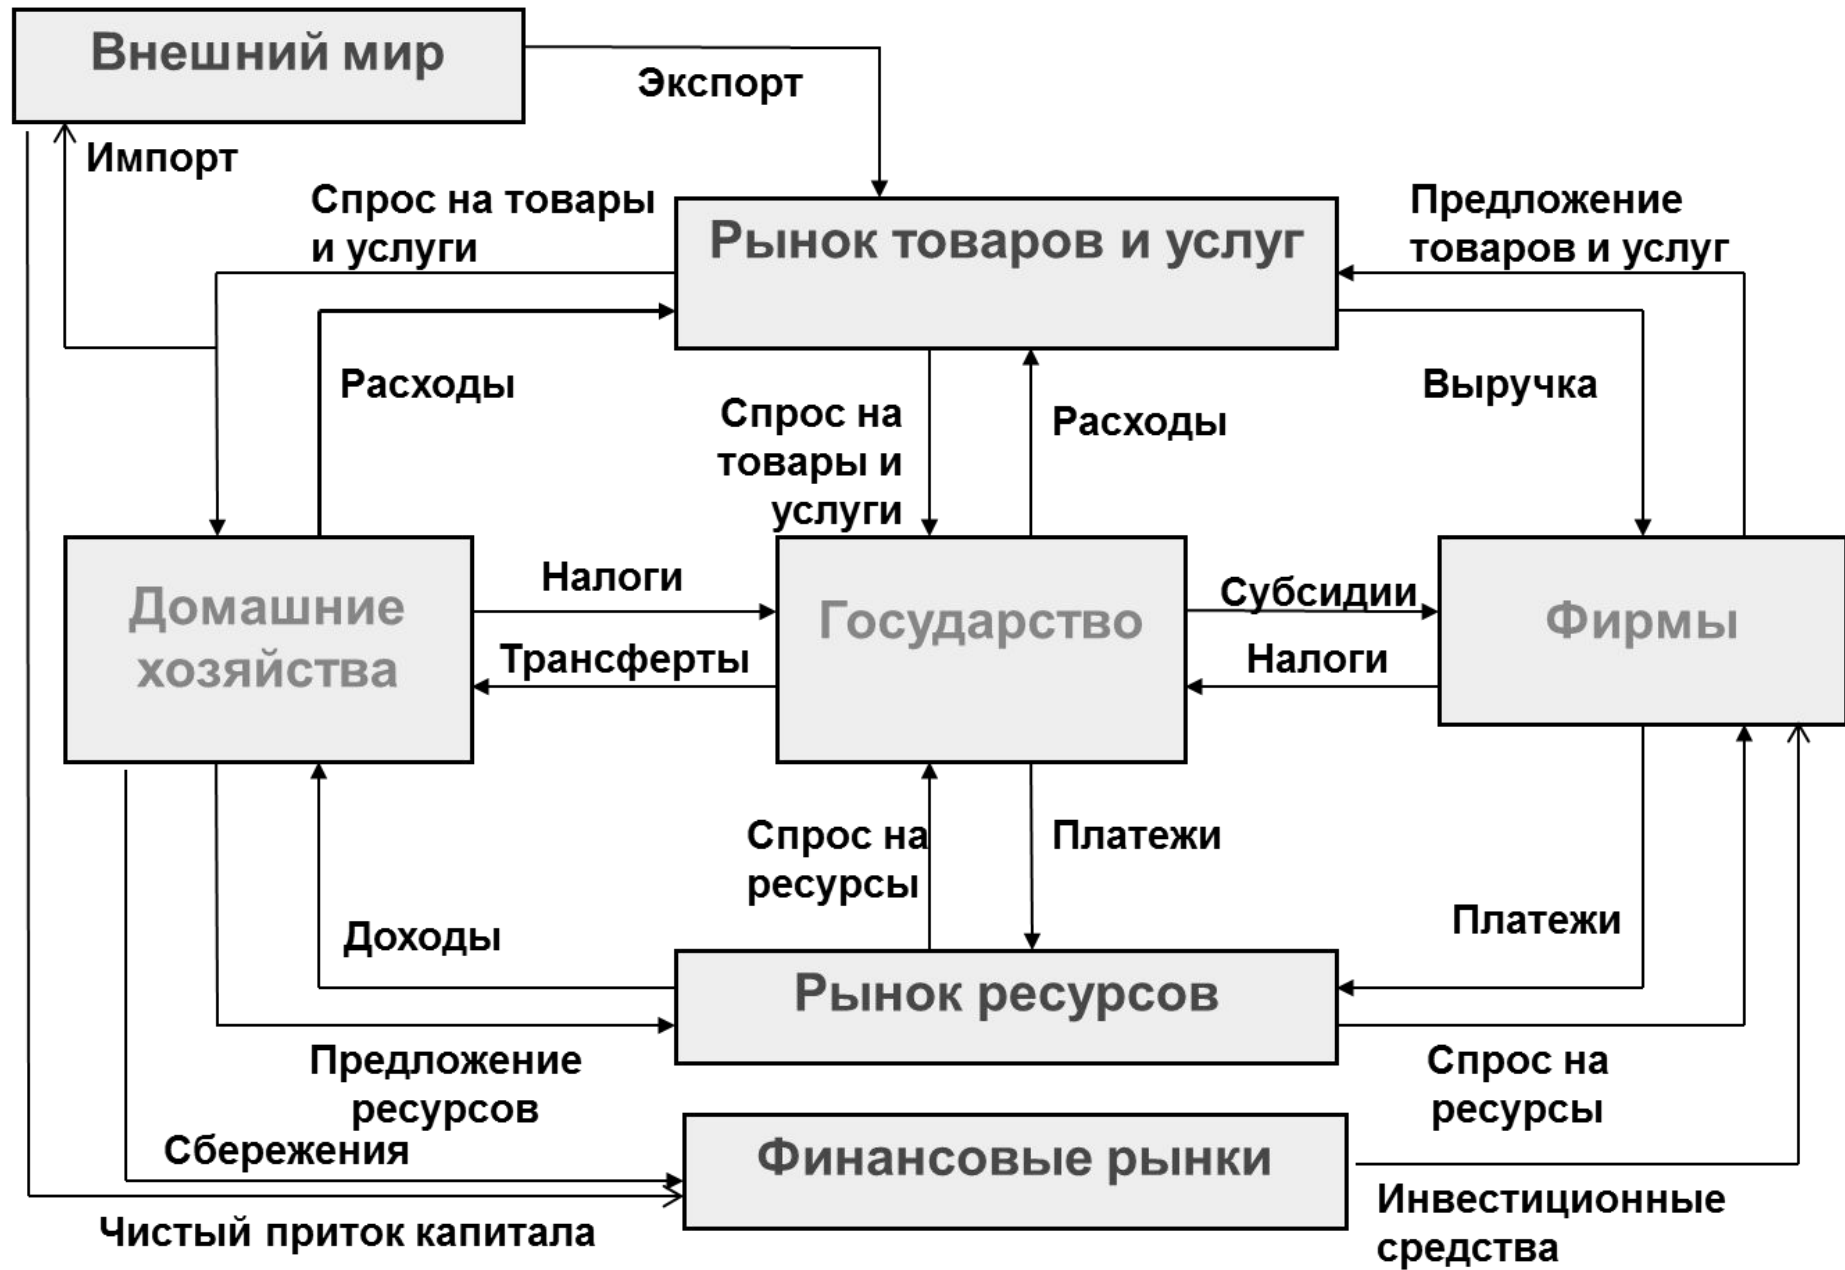 Внешний мир
Экспорт
Импорт
Спрос на товары
и услуги
Рынок товаров и услуг
Предложение
товаров и услуг
Расходы
Спрос на
товары и
услуги
Расходы
Выручка
Домашние
хозяйства
Налоги
Трансферты
Государство
Субсидии
Налоги
Фирмы
Доходы
Спрос на
ресурсы
Платежи
Платежи
Рынок ресурсов
Предложение
ресурсов
Спрос на
ресурсы
Сбережения
Финансовые рынки
Чистый приток капитала
Инвестиционные
средства